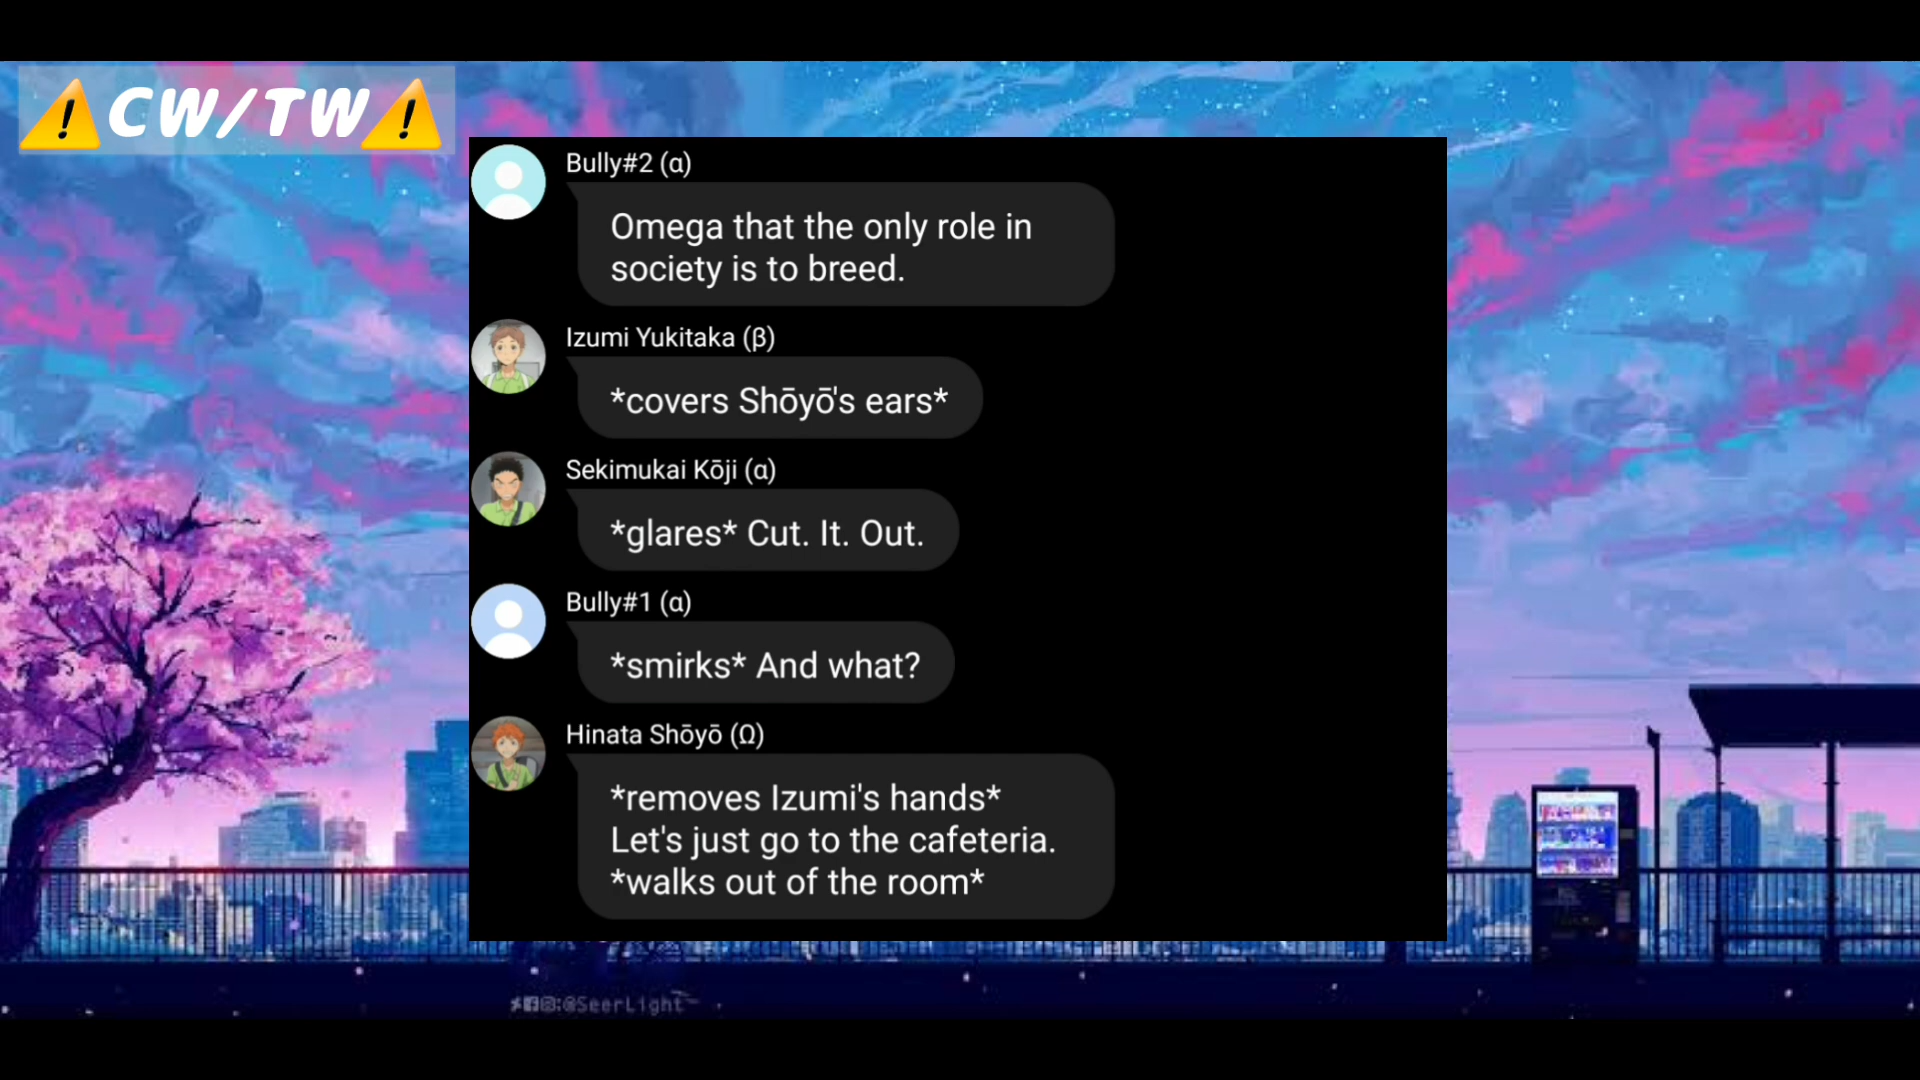 ⚠CW/TW⚠
Bully#2 (α)
Omega that the only role in
society is to breed.
Izumi Yukitaka (β)
*covers Shōyō's ears*
Sekimukai Kōji (α)
*glares* Cut. It. Out.
Bully#1 (α)
*smirks* And what?
Hinata Shōyō (Ω)
*removes Izumi's hands*
Let's just go to the cafeteria.
*walks out of the room*
@SeerLight